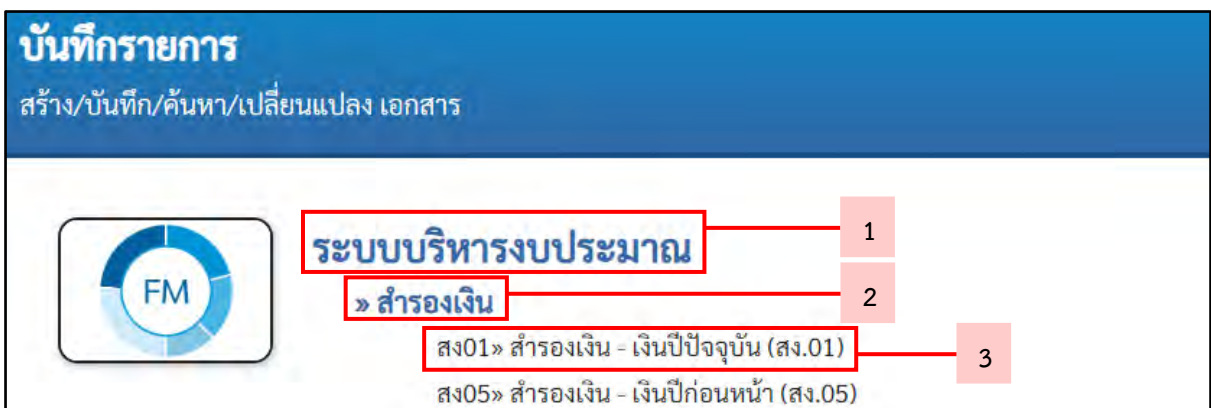 บันทึกรายการ
สร้าง/บันทึก/ค้นหา/เปลี่ยนแปลง เอกสาร
ระบบบริหารงบประมาณ
1
FM
» สำรองเงิน
2
สง01» สำรองเงิน - เงินปีปัจจุบัน (สง.01)
3
สง05» สำรองเงิน - เงินปีก่อนหน้า (สง.05)